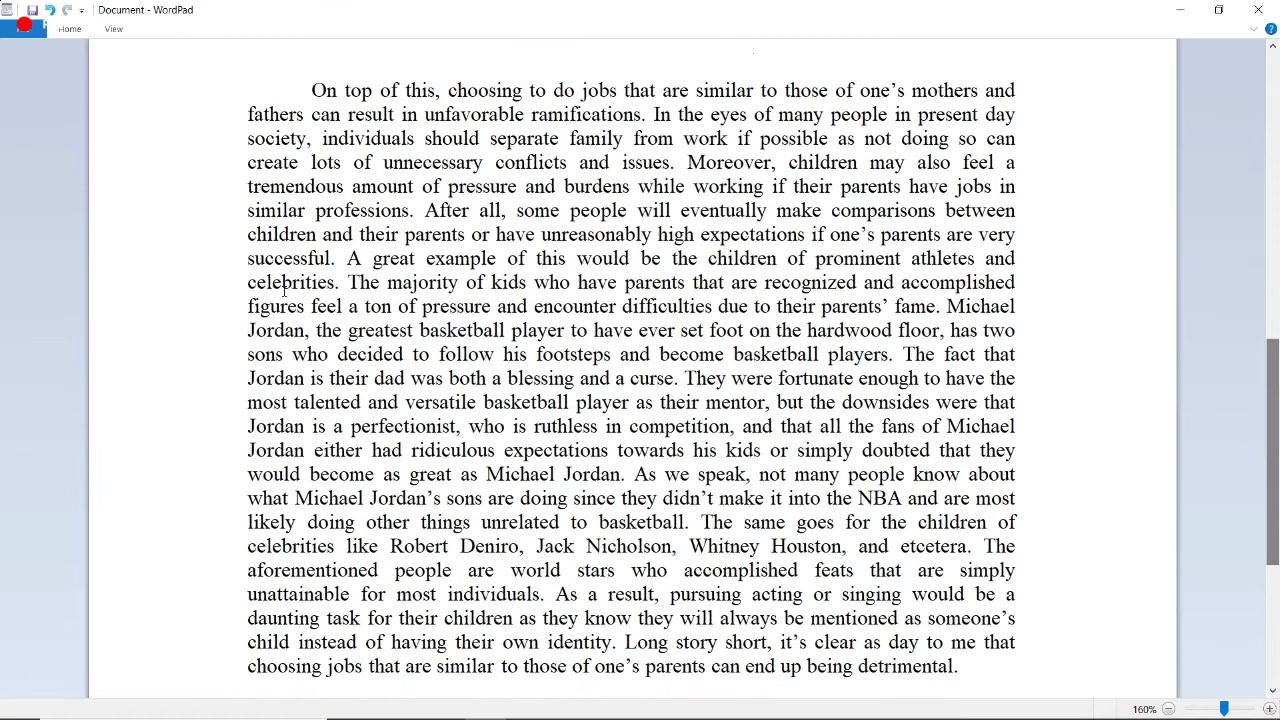 Document - WordPad
Home View
On top of this, choosing to do jobs that are similar to those of one’s mothers and
fathers can result in unfavorable ramifications. In the eyes of many people in present day
society, individuals should separate family from work if possible as not doing so can
create lots of unnecessary conflicts and issues. Moreover, children may also feel a
tremendous amount of pressure and burdens while working if their parents have jobs in
similar professions. After all, some people will eventually make comparisons between
children and their parents or have unreasonably high expectations if one’s parents are very
successful. A great example of this would be the children of prominent athletes and
celebrities. The majority of kids who have parents that are recognized and accomplished
figures feel a ton of pressure and encounter difficulties due to their parents’ fame. Michael
Jordan, the greatest basketball player to have ever set foot on the hardwood floor, has two
sons who decided to follow his footsteps and become basketball players. The fact that
Jordan is their dad was both a blessing and a curse. They were fortunate enough to have the
most talented and versatile basketball player as their mentor, but the downsides were that
Jordan is a perfectionist, who is ruthless in competition, and that all the fans of Michael
Jordan either had ridiculous expectations towards his kids or simply doubted that they
would become as great as Michael Jordan. As we speak, not many people know about
what Michael Jordan’s sons are doing since they didn’t make it into the NBA and are most
likely doing other things unrelated to basketball. The same goes for the children of
celebrities like Robert Deniro, Jack Nicholson, Whitney Houston, and etcetera. The
aforementioned people are world stars who accomplished feats that are simply
unattainable for most individuals. As a result, pursuing acting or singing would be a
daunting task for their children as they know they will always be mentioned as someone’s
child instead of having their own identity. Long story short, it’s clear as day to me that
choosing jobs that are similar to those of one’s parents can end up being detrimental.
160%